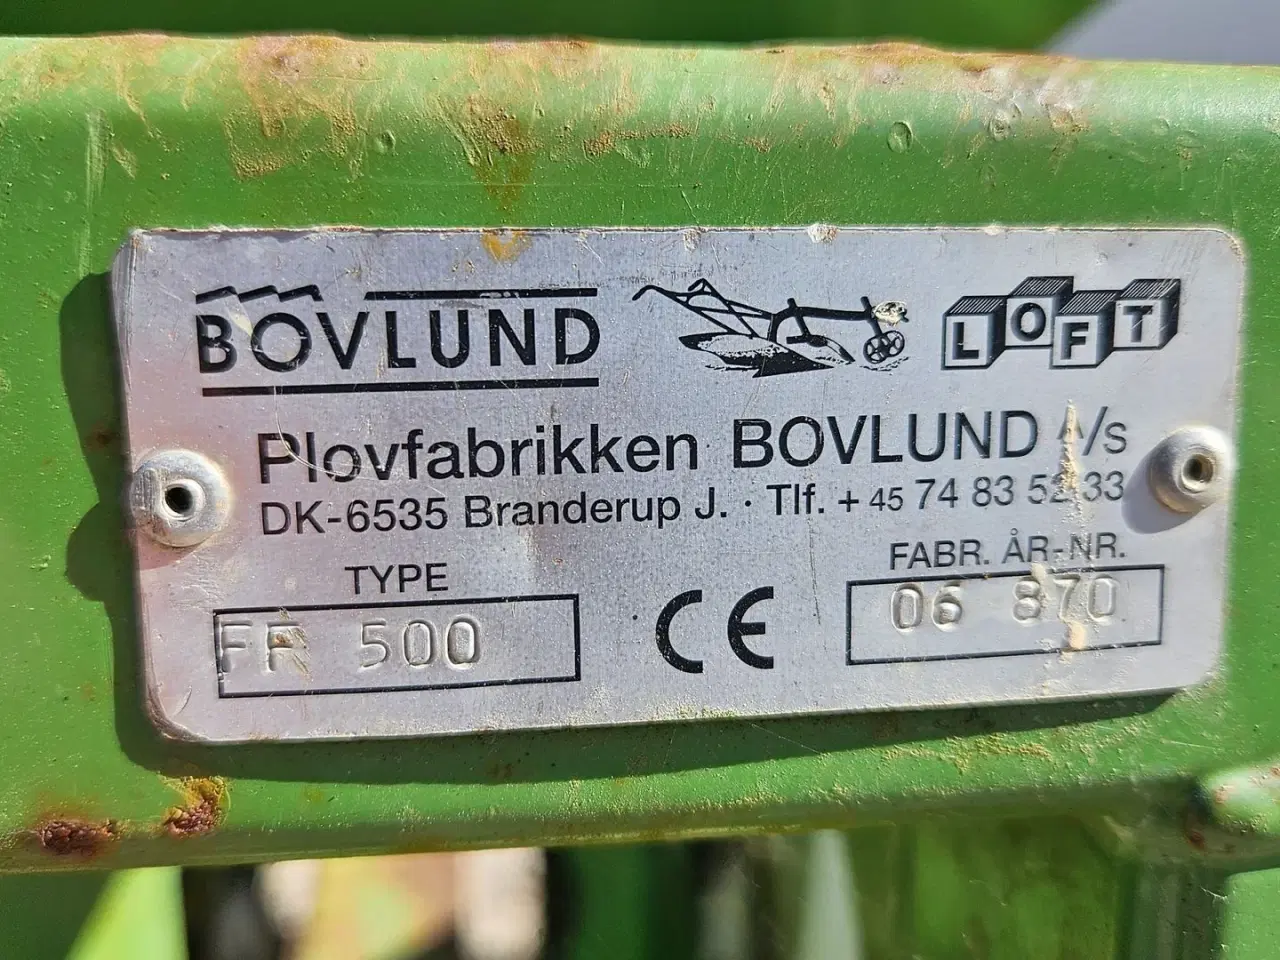 BOVLUND
LOFT
Plovfabrikken BOVLUND A/s
DK-6535 Branderup J. · Tlf. + 45 74 83 52 33
TYPE
FABR. ÅR-NR.
FF 500
CE
06 870